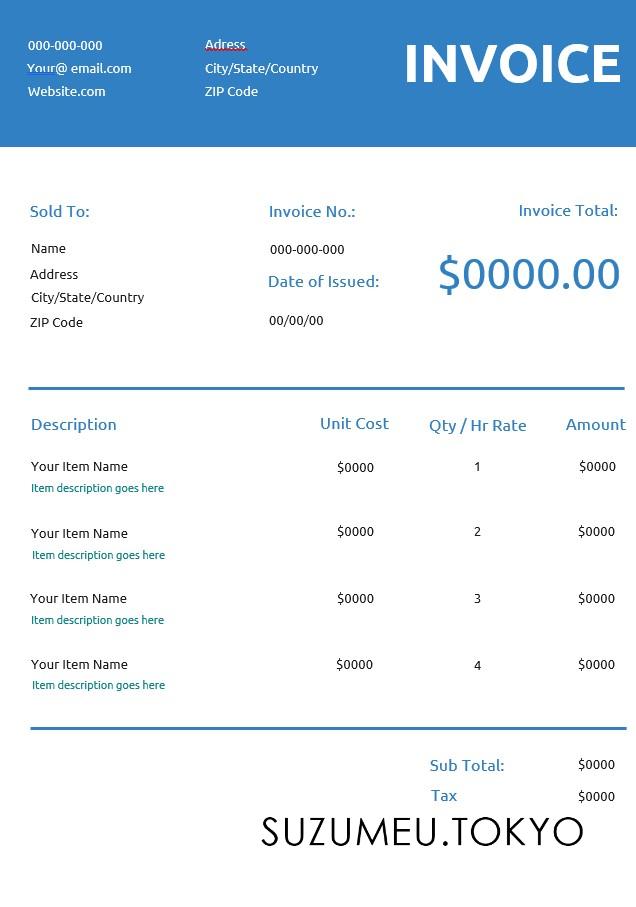 000-000-000
Your@ email.com
Website.com
Adress
City/State/Country
ZIP Code
INVOICE
Sold To:
Name
Address
City/State/Country
ZIP Code
Invoice No.:
000-000-000
Date of Issued:
00/00/00
Invoice Total:
$0000.00
Description Unit Cost Qty / Hr Rate Amount
Your Item Name $0000 1 $0000
Item description goes here
Your Item Name $0000 2 $0000
Item description goes here
Your Item Name $0000 3 $0000
Item description goes here
Your Item Name $0000 4 $0000
Item description goes here
Sub Total: $0000
Tax $0000
SUZUMEU.TOKYO